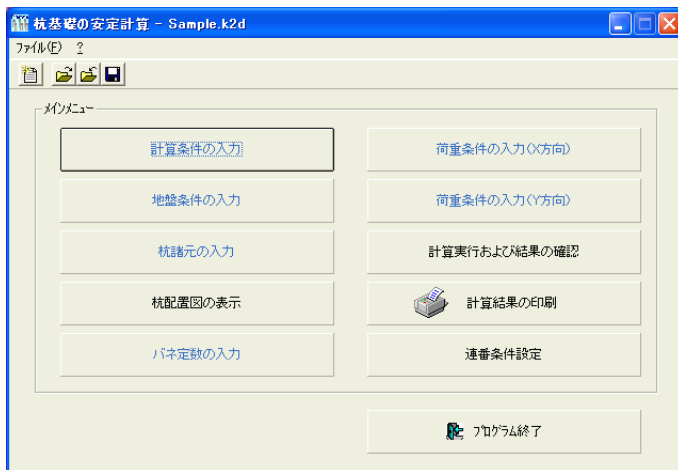 杭基礎の安定計算 - Sample.k2d
ファイル(F) ?
メインメニュー
計算条件の入力
荷重条件の入力(X方向)
地盤条件の入力
荷重条件の入力(Y方向)
杭諸元の入力
計算実行および結果の確認
杭配置図の表示
計算結果の印刷
バネ定数の入力
連番条件設定
プログラム終了